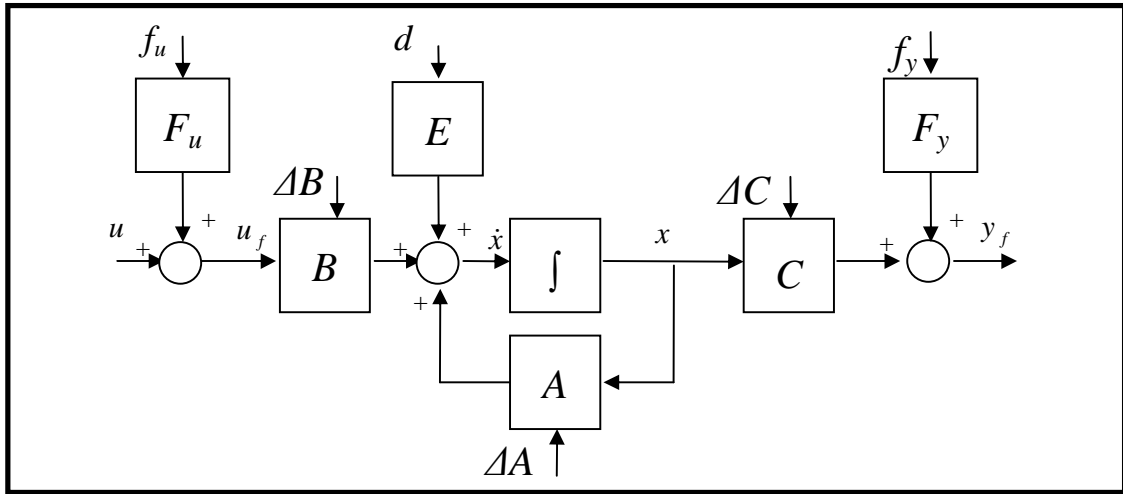 f_u
d
f_y
F_u
E
F_y
ΔB
ΔC
+
+
+
u
+
u_f
B
+
ẋ
∫
x
C
+
y_f
+
A
ΔA